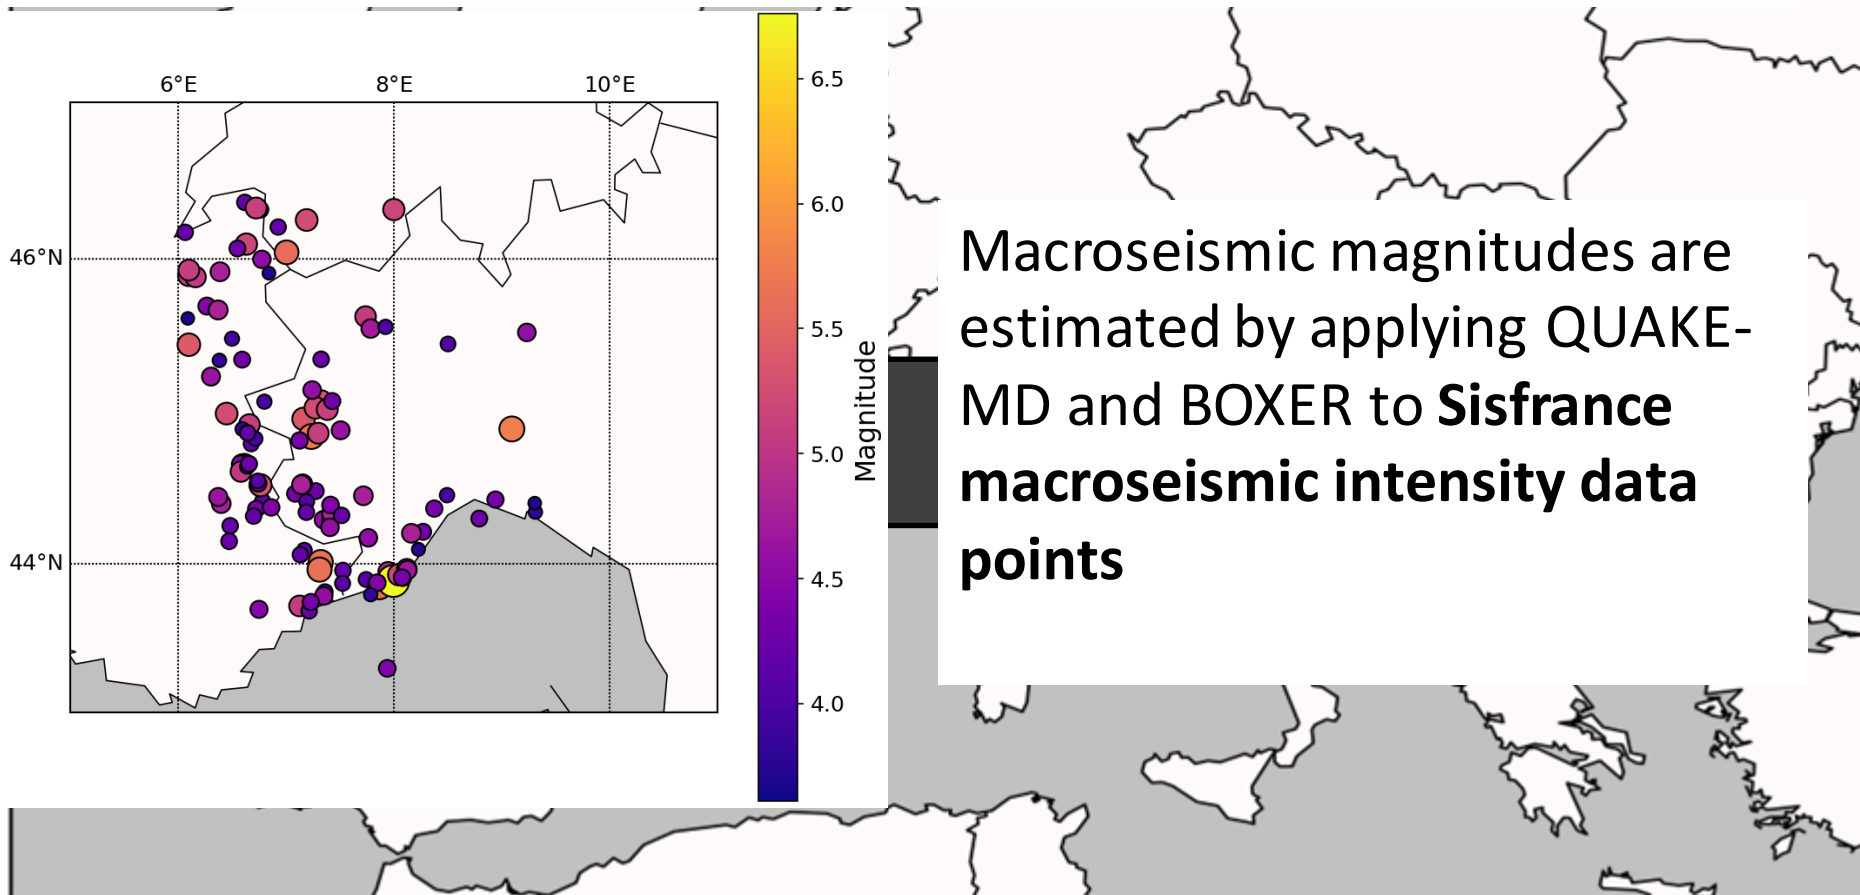 6°E 8°E 10°E
46°N
44°N
6.5
6.0
5.5
5.0
4.5
4.0
Magnitude
Macroseismic magnitudes are
estimated by applying QUAKE-
MD and BOXER to Sisfrance
macroseismic intensity data
points